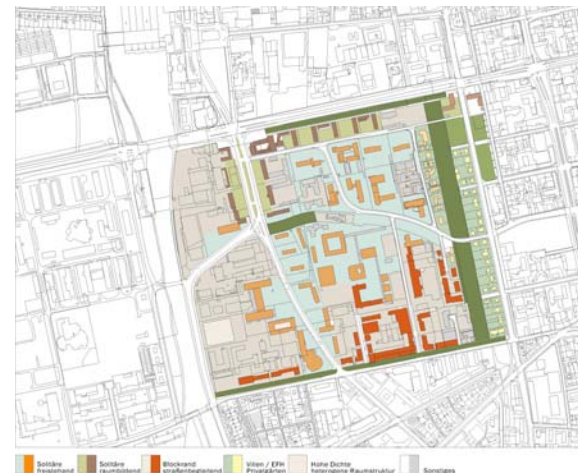 Solitäre
freistehend
Solitäre
raumbildend
Blockrand
straßenbegleitend
Villen / EFH
Privatgärten
Hohe Dichte
heterogene Raumstruktur
Sonstiges